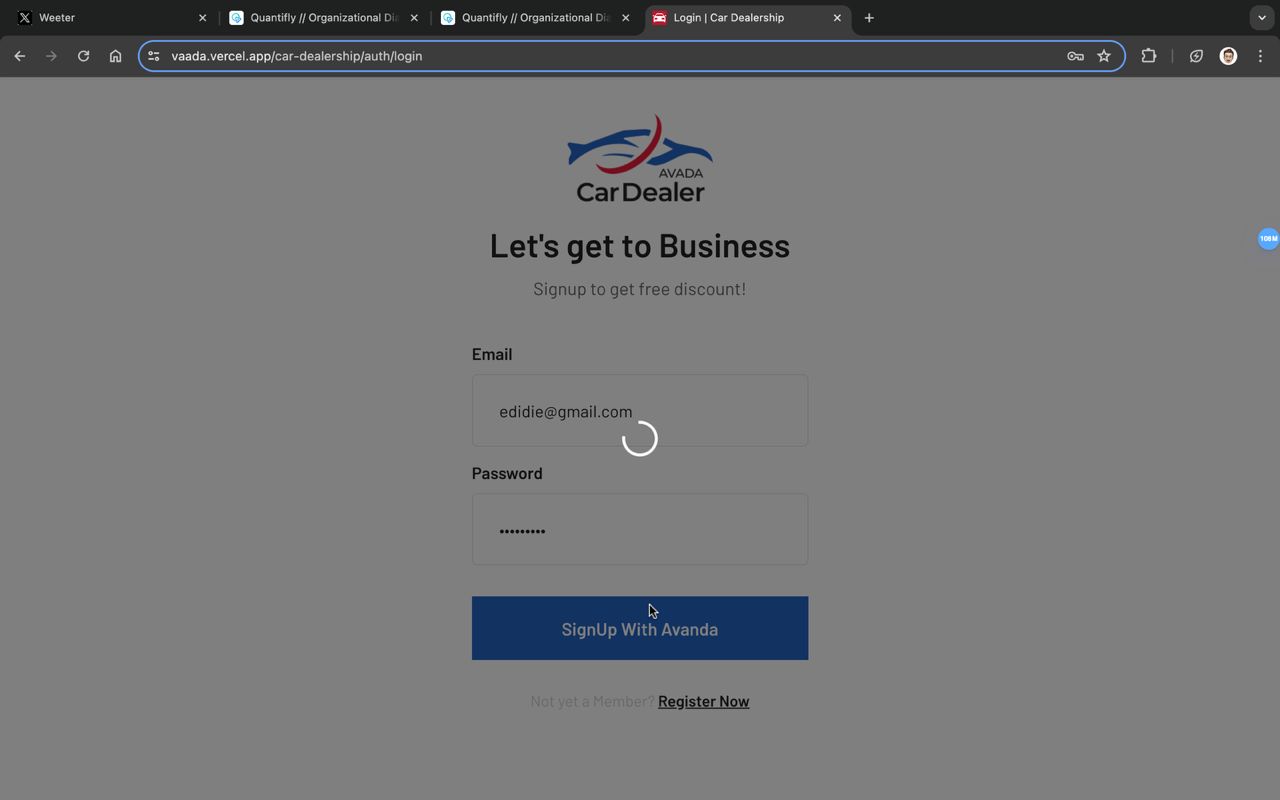 Weeter
Quantifly // Organizational Di
Quantifly // Organizational Di
Login | Car Dealership
vaada.vercel.app/car-dealership/auth/login
AVADA
Car Dealer
Let's get to Business
Signup to get free discount!
108M
Email
edidie@gmail.com
Password
•••••••••
SignUp With Avanda
Not yet a Member? Register Now